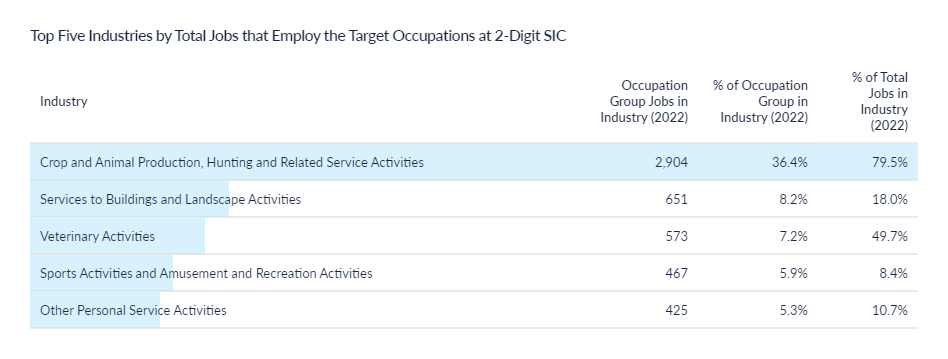 Top Five Industries by Total Jobs that Employ the Target Occupations at 2-Digit SIC
Industry
Occupation
Group Jobs in
Industry (2022)
% of Occupation
Group in
Industry (2022)
% of Total
Jobs in
Industry
(2022)
Crop and Animal Production, Hunting and Related Service Activities 2,904 36.4% 79.5%
Services to Buildings and Landscape Activities 651 8.2% 18.0%
Veterinary Activities 573 7.2% 49.7%
Sports Activities and Amusement and Recreation Activities 467 5.9% 8.4%
Other Personal Service Activities 425 5.3% 10.7%